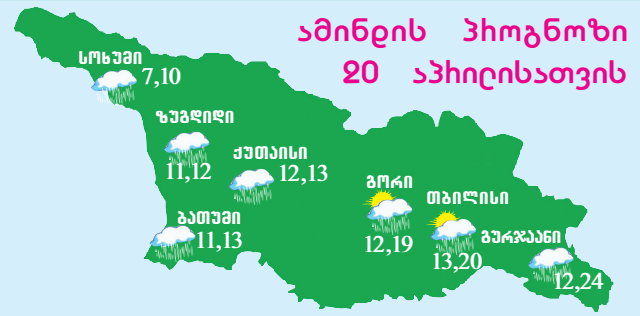 ამინდის პროგნოზი
20 აპრილისათვის
სოხუმი
7,10
ზუგდიდი
11,12
ქუთაისი
12,13
ბათუმი
11,13
გორი
12,19
თბილისი
13,20
გურჯაანი
12,24